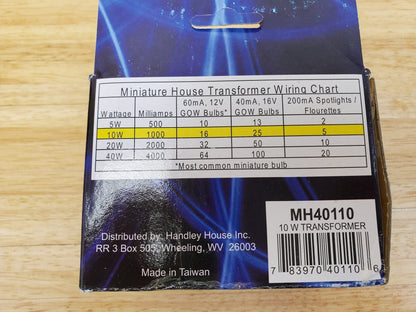 Miniature House Transformer Wiring Chart
Wattage Milliamps 60mA, 12V GOW Bulbs* 40mA, 16V GOW Bulbs 200mA Spotlights / Flourettes
5W 500 10 13 2
10W 1000 16 25 5
20W 2000 32 50 10
40W 4000 64 100 20
*Most common miniature bulb
MH40110
10 W TRANSFORMER
7 83970 40110 6
Distributed by: Handley House Inc.
RR 3 Box 505, Wheeling, WV 26003
Made in Taiwan